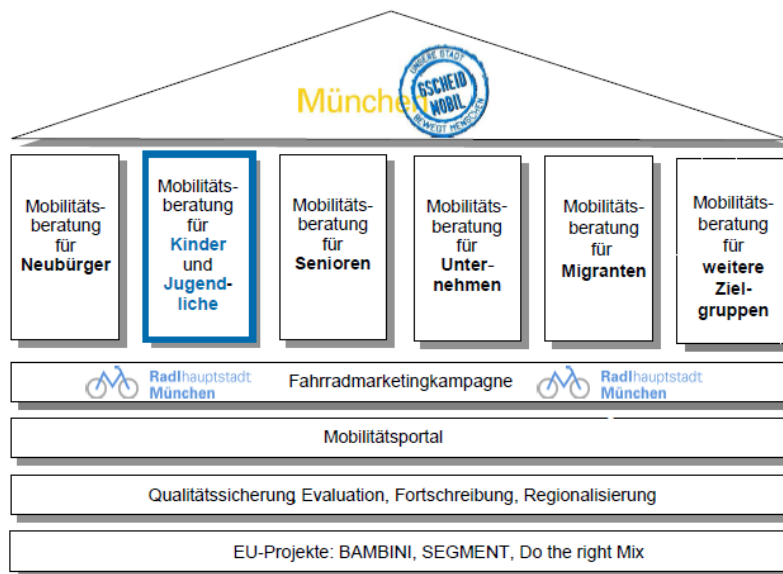 München
UNSERE STADT
GSCHEID
MOBIL
BEWEGT MENSCHEN
Mobilitäts-
beratung
für
Neubürger
Mobilitäts-
beratung
für
Kinder
und
Jugend-
liche
Mobilitäts-
beratung
für
Senioren
Mobilitäts-
beratung
für
Unter-
nehmen
Mobilitäts-
beratung
für
Migranten
Mobilitäts-
beratung
für
weitere
Ziel-
gruppen
Radlhauptstadt
München
Fahrradmarketingkampagne
Radlhauptstadt
München
Mobilitätsportal
Qualitätssicherung, Evaluation, Fortschreibung, Regionalisierung
EU-Projekte: BAMBINI, SEGMENT, Do the right Mix